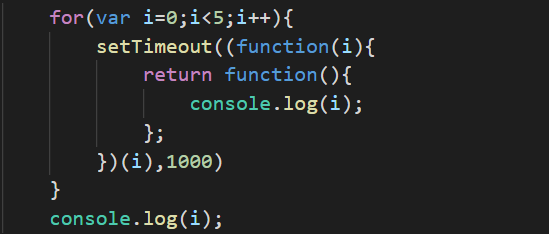 for(var i=0;i<5;i++){
    setTimeout((function(i){
        return function(){
            console.log(i);
        };
    })(i),1000)
}
console.log(i);